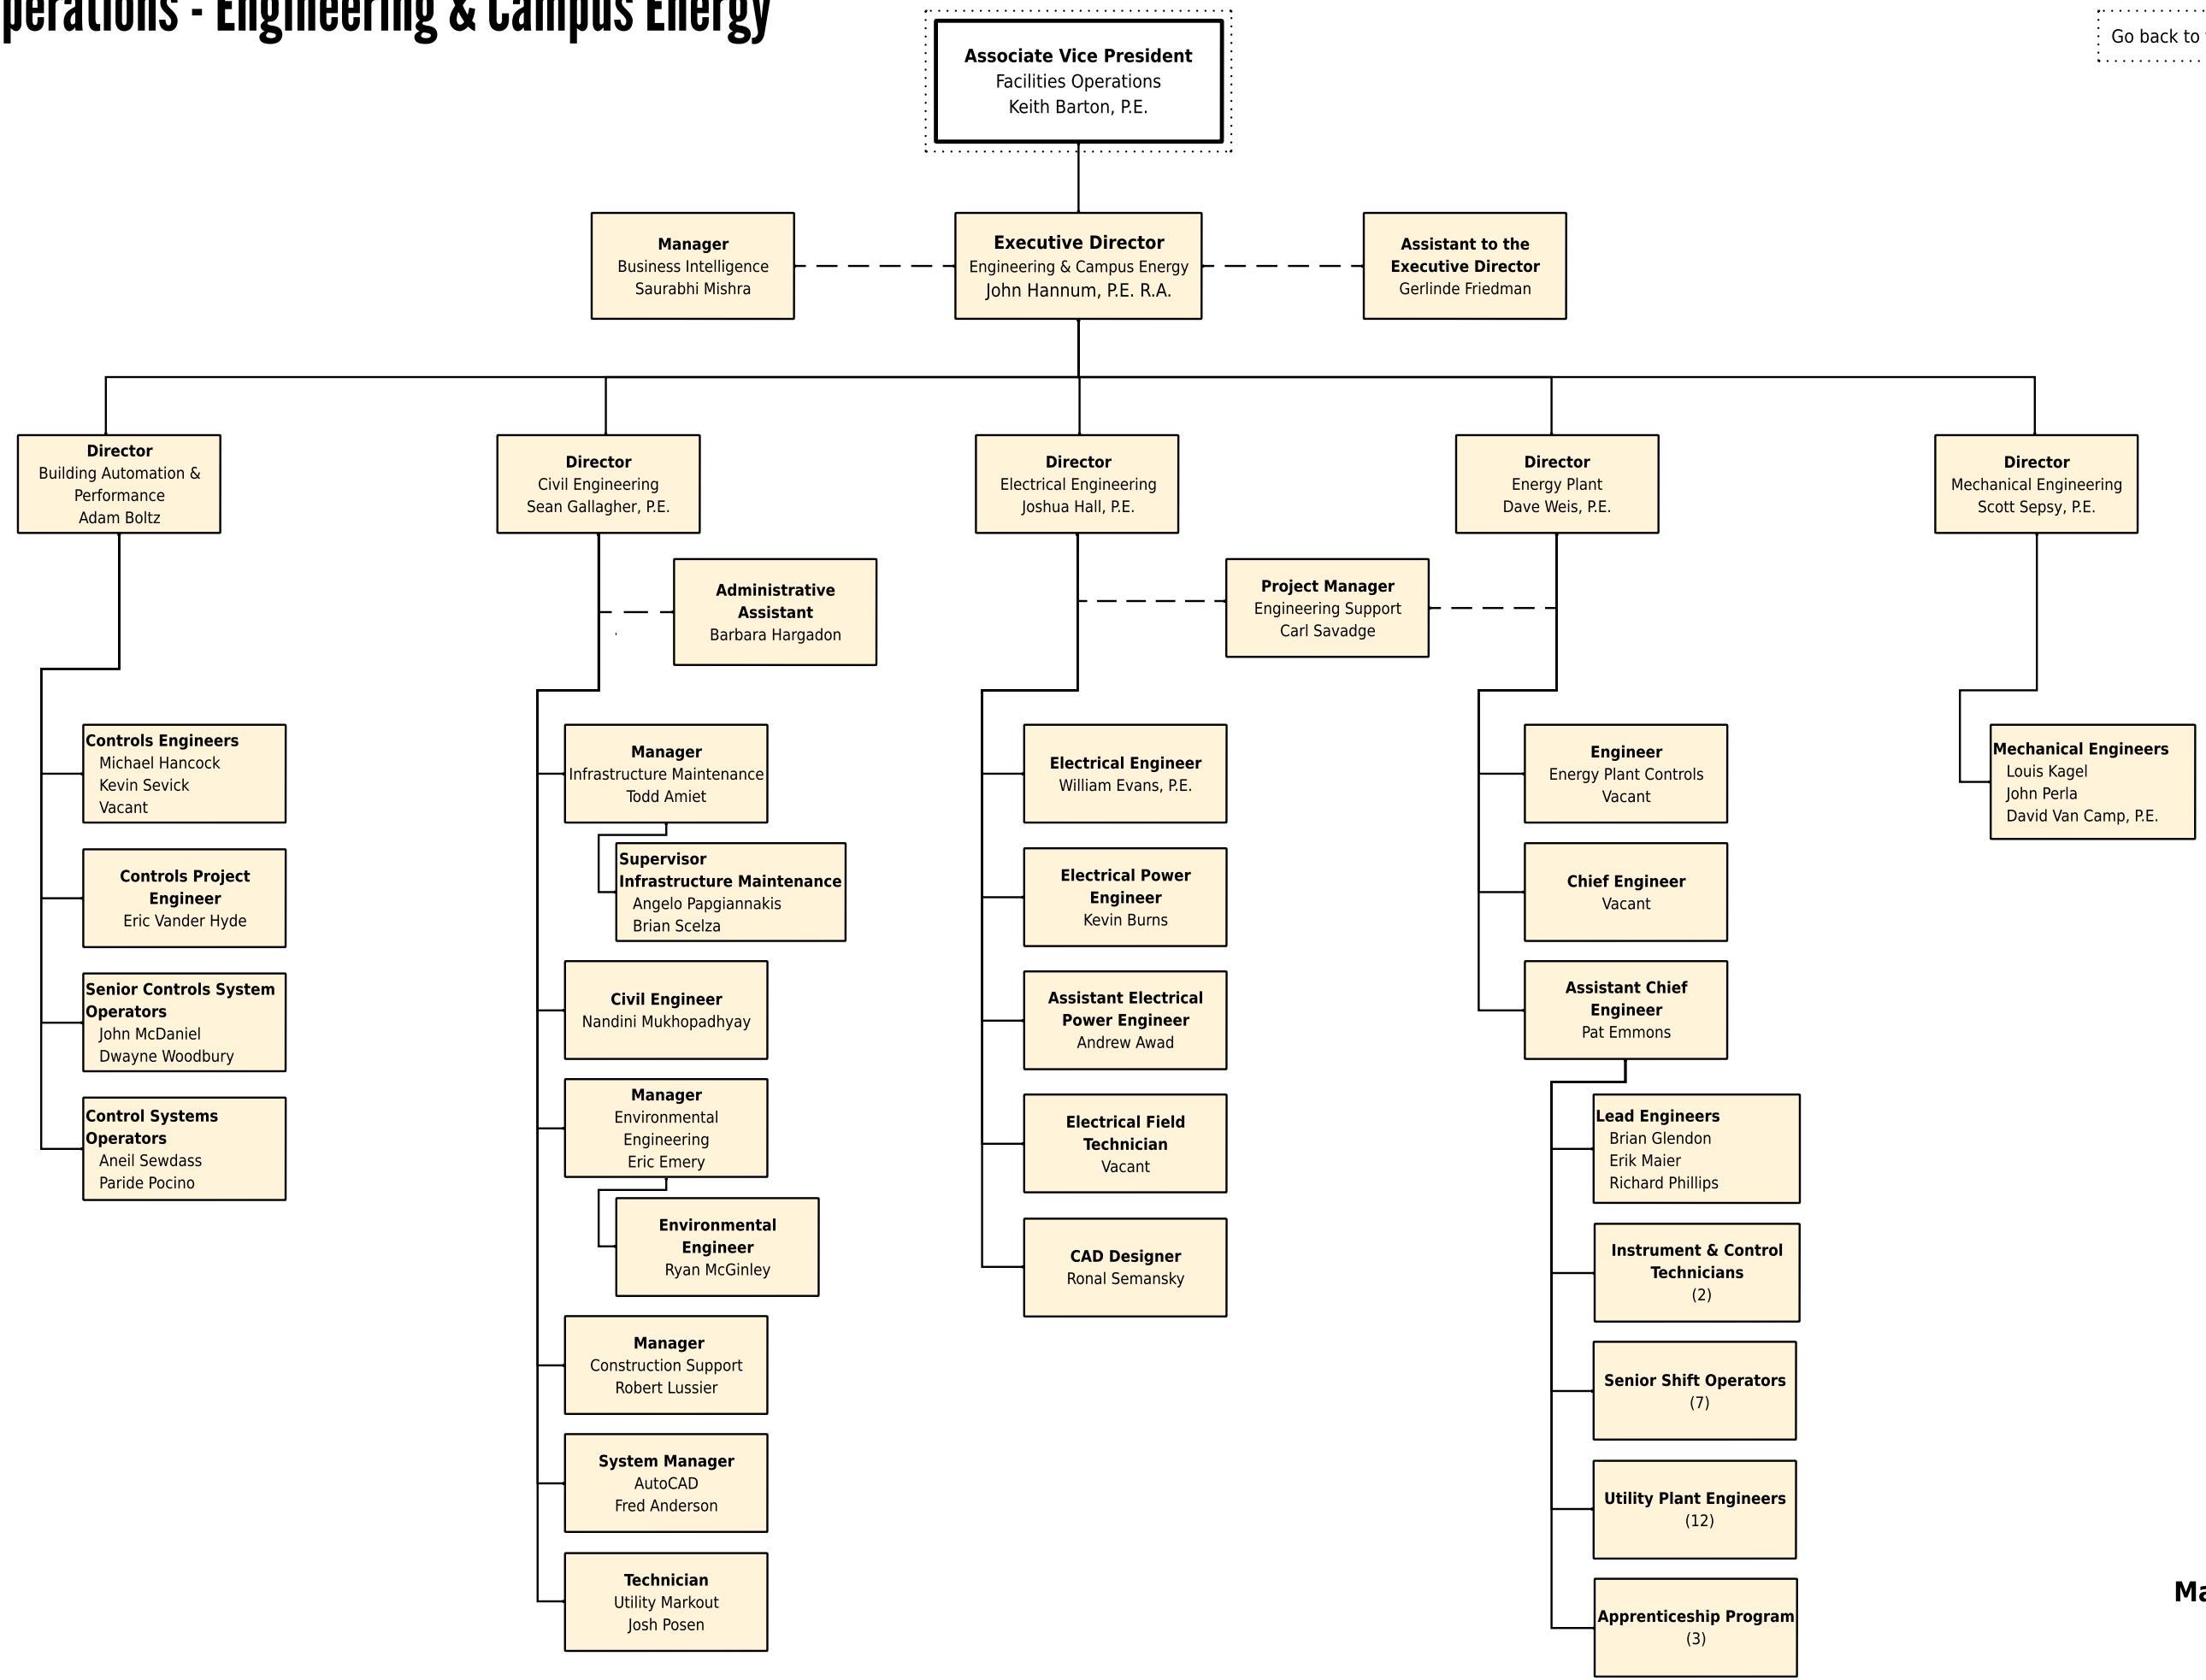 perations - Engineering & Campus Energy
Associate Vice President
Facilities Operations
Keith Barton, P.E.
Go back to
Manager
Business Intelligence
Saurabhi Mishra
Executive Director
Engineering & Campus Energy
John Hannum, P.E. R.A.
Assistant to the
Executive Director
Gerlinde Friedman
Director
Building Automation &
Performance
Adam Boltz
Director
Civil Engineering
Sean Gallagher, P.E.
Director
Electrical Engineering
Joshua Hall, P.E.
Director
Energy Plant
Dave Weis, P.E.
Director
Mechanical Engineering
Scott Sepsy, P.E.
Administrative
Assistant
Barbara Hargadon
Project Manager
Engineering Support
Carl Savadge
Controls Engineers
Michael Hancock
Kevin Sevick
Vacant
Controls Project
Engineer
Eric Vander Hyde
Senior Controls System
Operators
John McDaniel
Dwayne Woodbury
Control Systems
Operators
Aneil Sewdass
Paride Pocino
Manager
Infrastructure Maintenance
Todd Amiet
Supervisor
Infrastructure Maintenance
Angelo Papgiannakis
Brian Scelza
Civil Engineer
Nandini Mukhopadhyay
Manager
Environmental
Engineering
Eric Emery
Environmental
Engineer
Ryan McGinley
Manager
Construction Support
Robert Lussier
System Manager
AutoCAD
Fred Anderson
Technician
Utility Markout
Josh Posen
Electrical Engineer
William Evans, P.E.
Electrical Power
Engineer
Kevin Burns
Assistant Electrical
Power Engineer
Andrew Awad
Electrical Field
Technician
Vacant
CAD Designer
Ronal Semansky
Engineer
Energy Plant Controls
Vacant
Chief Engineer
Vacant
Assistant Chief
Engineer
Pat Emmons
Lead Engineers
Brian Glendon
Erik Maier
Richard Phillips
Instrument & Control
Technicians
(2)
Senior Shift Operators
(7)
Utility Plant Engineers
(12)
Apprenticeship Program
(3)
Mechanical Engineers
Louis Kagel
John Perla
David Van Camp, P.E.
Ma